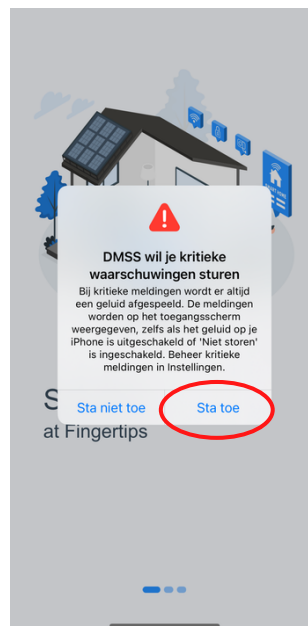 DMSS wil je kritieke
waarschuwingen sturen
Bij kritieke meldingen wordt er altijd
een geluid afgespeeld. De meldingen
worden op het toegangsscherm
weergegeven, zelfs als het geluid op je
iPhone is uitgeschakeld of 'Niet storen'
is ingeschakeld. Beheer kritieke
meldingen in Instellingen.
Sta niet toe
Sta toe
S
at Fingertips